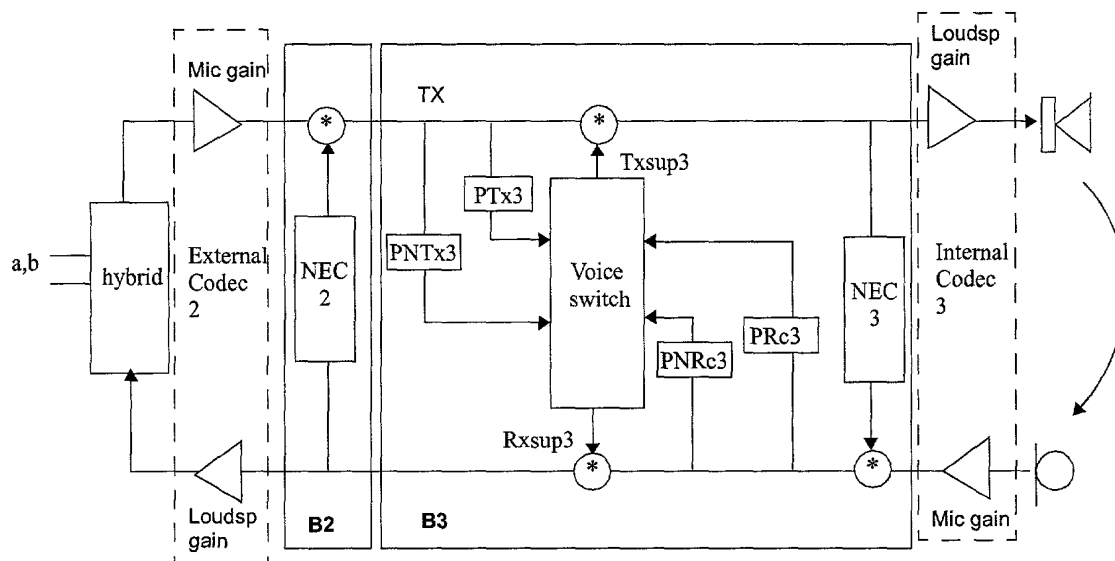 Loudsp
gain
Mic gain
TX
*
*
Txsup3
PTx3
PNTx3
a,b
hybrid
External
Codec
2
NEC
2
Voice
switch
NEC
3
Internal
Codec
3
PRc3
PNRc3
Rxsup3
*
*
Loudsp
gain
B2
B3
Mic gain